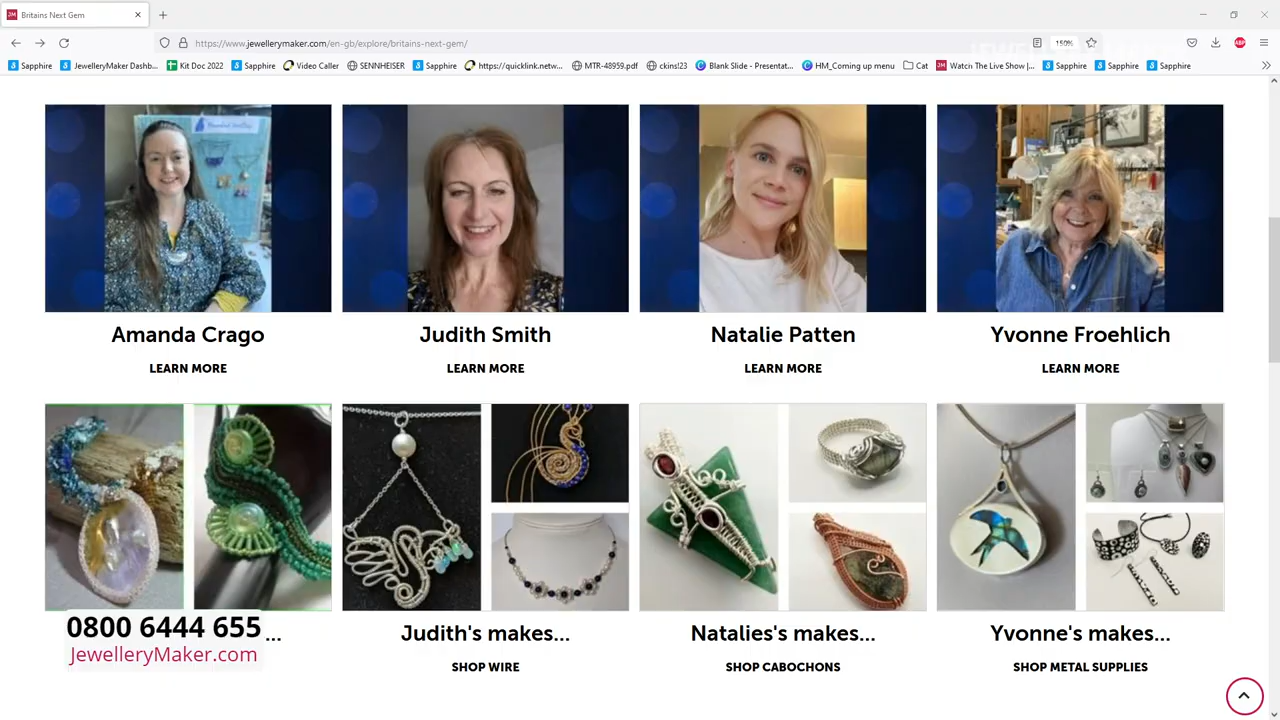 Britains Next Gem
https://www.jewellerymaker.com/en-gb/explore/britains-next-gem/
150%
Sapphire
JewelleryMaker Dashb...
Kit Doc 2022
Sapphire
Video Caller
SENNHEISER
Sapphire
https://quicklink.netw...
MTR-48959.pdf
ckins!23
Blank Slide - Presentat...
HM_Coming up menu
Cat
Watch The Live Show |...
Sapphire
Sapphire
Sapphire
Amanda Crago
Judith Smith
Natalie Patten
Yvonne Froehlich
LEARN MORE
LEARN MORE
LEARN MORE
LEARN MORE
0800 6444 655...
JewelleryMaker.com
Judith's makes...
Natalies's makes...
Yvonne's makes...
SHOP WIRE
SHOP CABOCHONS
SHOP METAL SUPPLIES